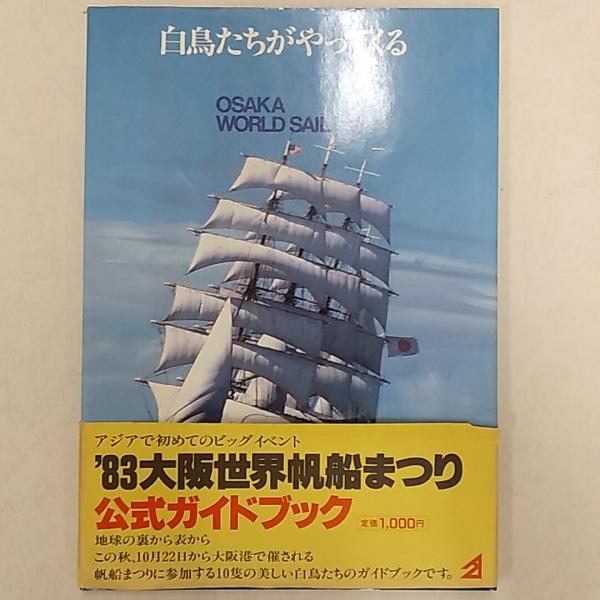 白鳥たちがやってくる
OSAKA
WORLD SAIL
アジアで初めてのビッグイベント
'83大阪世界帆船まつり
公式ガイドブック 定価1,000円
地球の裏から表から
この秋、10月22日から大阪港で催される
帆船まつりに参加する10隻の美しい白鳥たちのガイドブックです。